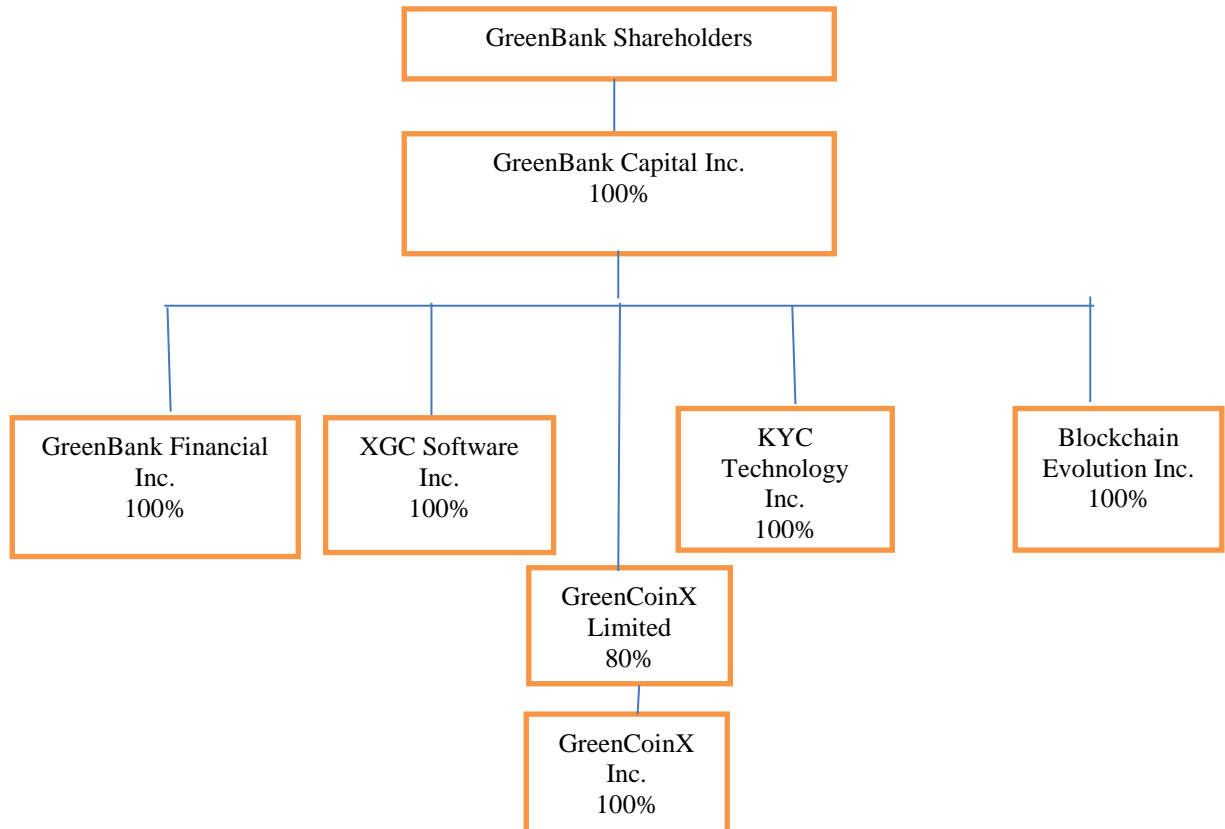 GreenBank Shareholders
GreenBank Capital Inc.
100%
GreenBank Financial
Inc.
100%
XGC Software
Inc.
100%
KYC
Technology
Inc.
100%
Blockchain
Evolution Inc.
100%
GreenCoinX
Limited
80%
GreenCoinX
Inc.
100%